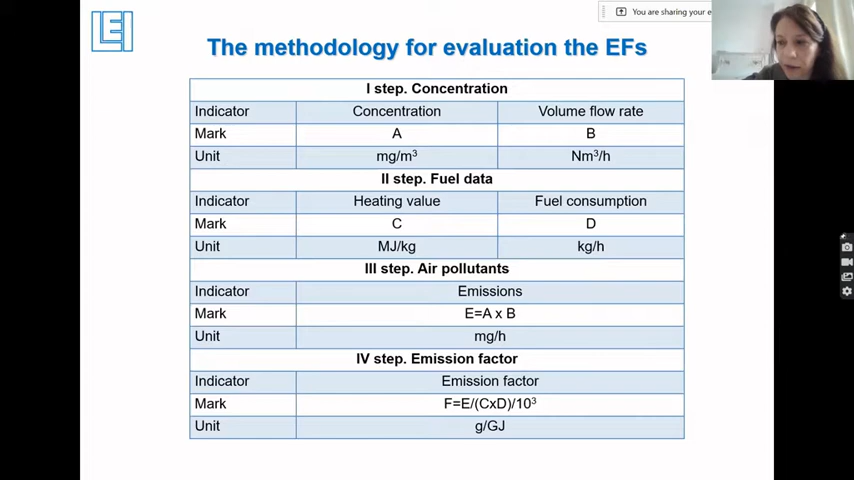 You are sharing your e
LEI
The methodology for evaluation the EFs
I step. Concentration
Indicator Concentration Volume flow rate
Mark A B
Unit mg/m³ Nm³/h
II step. Fuel data
Indicator Heating value Fuel consumption
Mark C D
Unit MJ/kg kg/h
III step. Air pollutants
Indicator Emissions
Mark E=A x B
Unit mg/h
IV step. Emission factor
Indicator Emission factor
Mark F=E/(CxD)/10³
Unit g/GJ